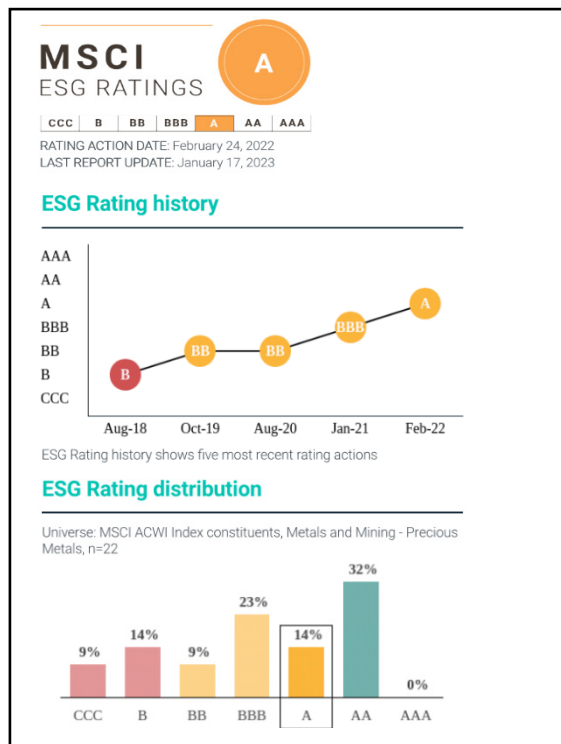 MSCI
ESG RATINGS
A
CCC B BB BBB A AA AAA
RATING ACTION DATE: February 24, 2022
LAST REPORT UPDATE: January 17, 2023
ESG Rating history
AAA
AA
A
BBB
BB
B
CCC
B BB BB BBB A
Aug-18 Oct-19 Aug-20 Jan-21 Feb-22
ESG Rating history shows five most recent rating actions
ESG Rating distribution
Universe: MSCI ACWI Index constituents, Metals and Mining - Precious
Metals, n=22
9% 14% 9% 23% 14% 32% 0%
CCC B BB BBB A AA AAA